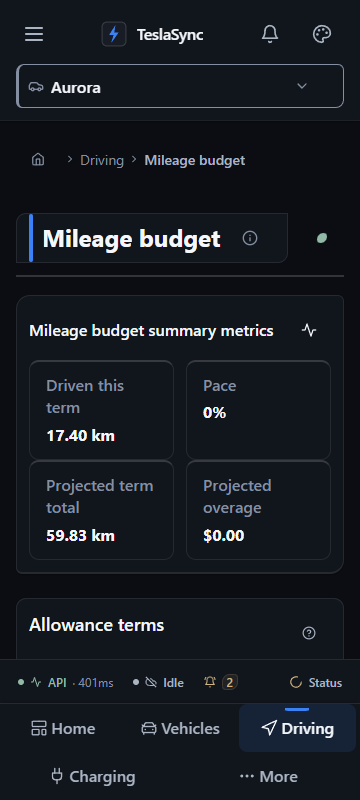 TeslaSync
Aurora
Driving
Mileage budget
Mileage budget
Mileage budget summary metrics
Driven this
term
17.40 km
Pace
0%
Projected term
total
59.83 km
Projected
overage
$0.00
Allowance terms
API · 401ms
Idle
2
Status
Home
Vehicles
Driving
Charging
More